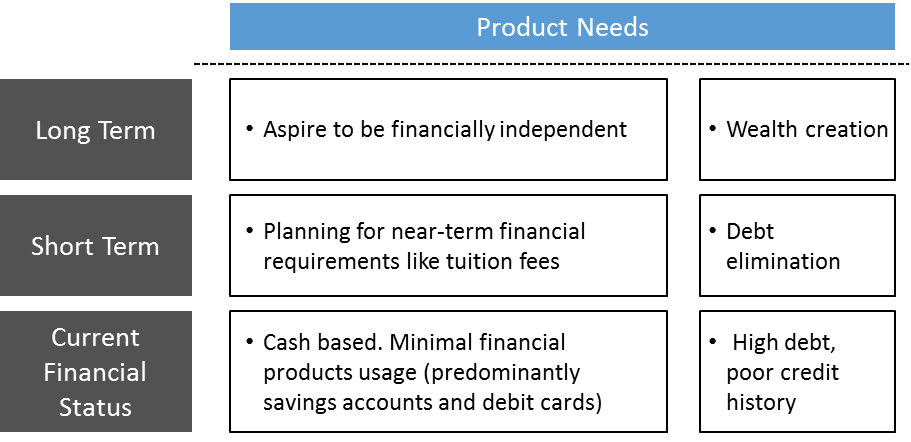 Product Needs
Long Term
• Aspire to be financially independent
• Wealth creation
Short Term
• Planning for near-term financial
requirements like tuition fees
• Debt
elimination
Current
Financial
Status
• Cash based. Minimal financial
products usage (predominantly
savings accounts and debit cards)
• High debt,
poor credit
history